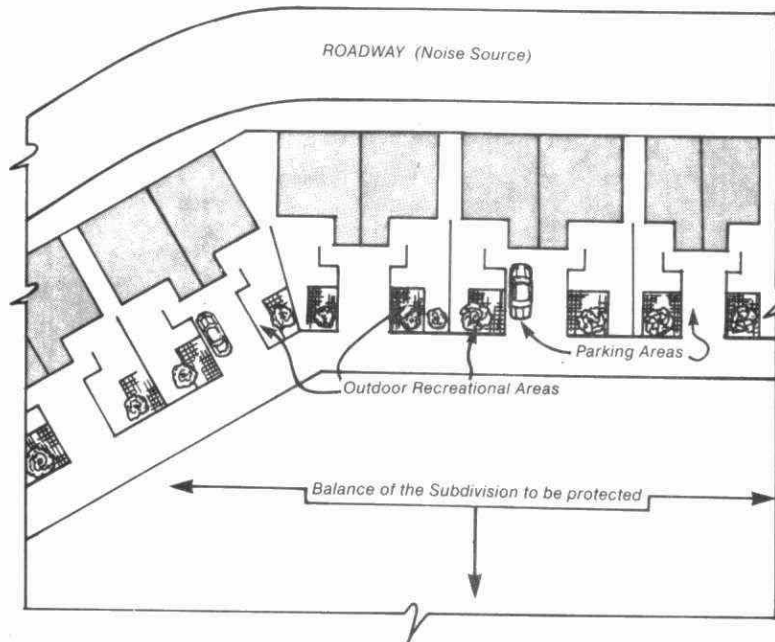 ROADWAY (Noise Source)
Parking Areas
Outdoor Recreational Areas
Balance of the Subdivision to be protected